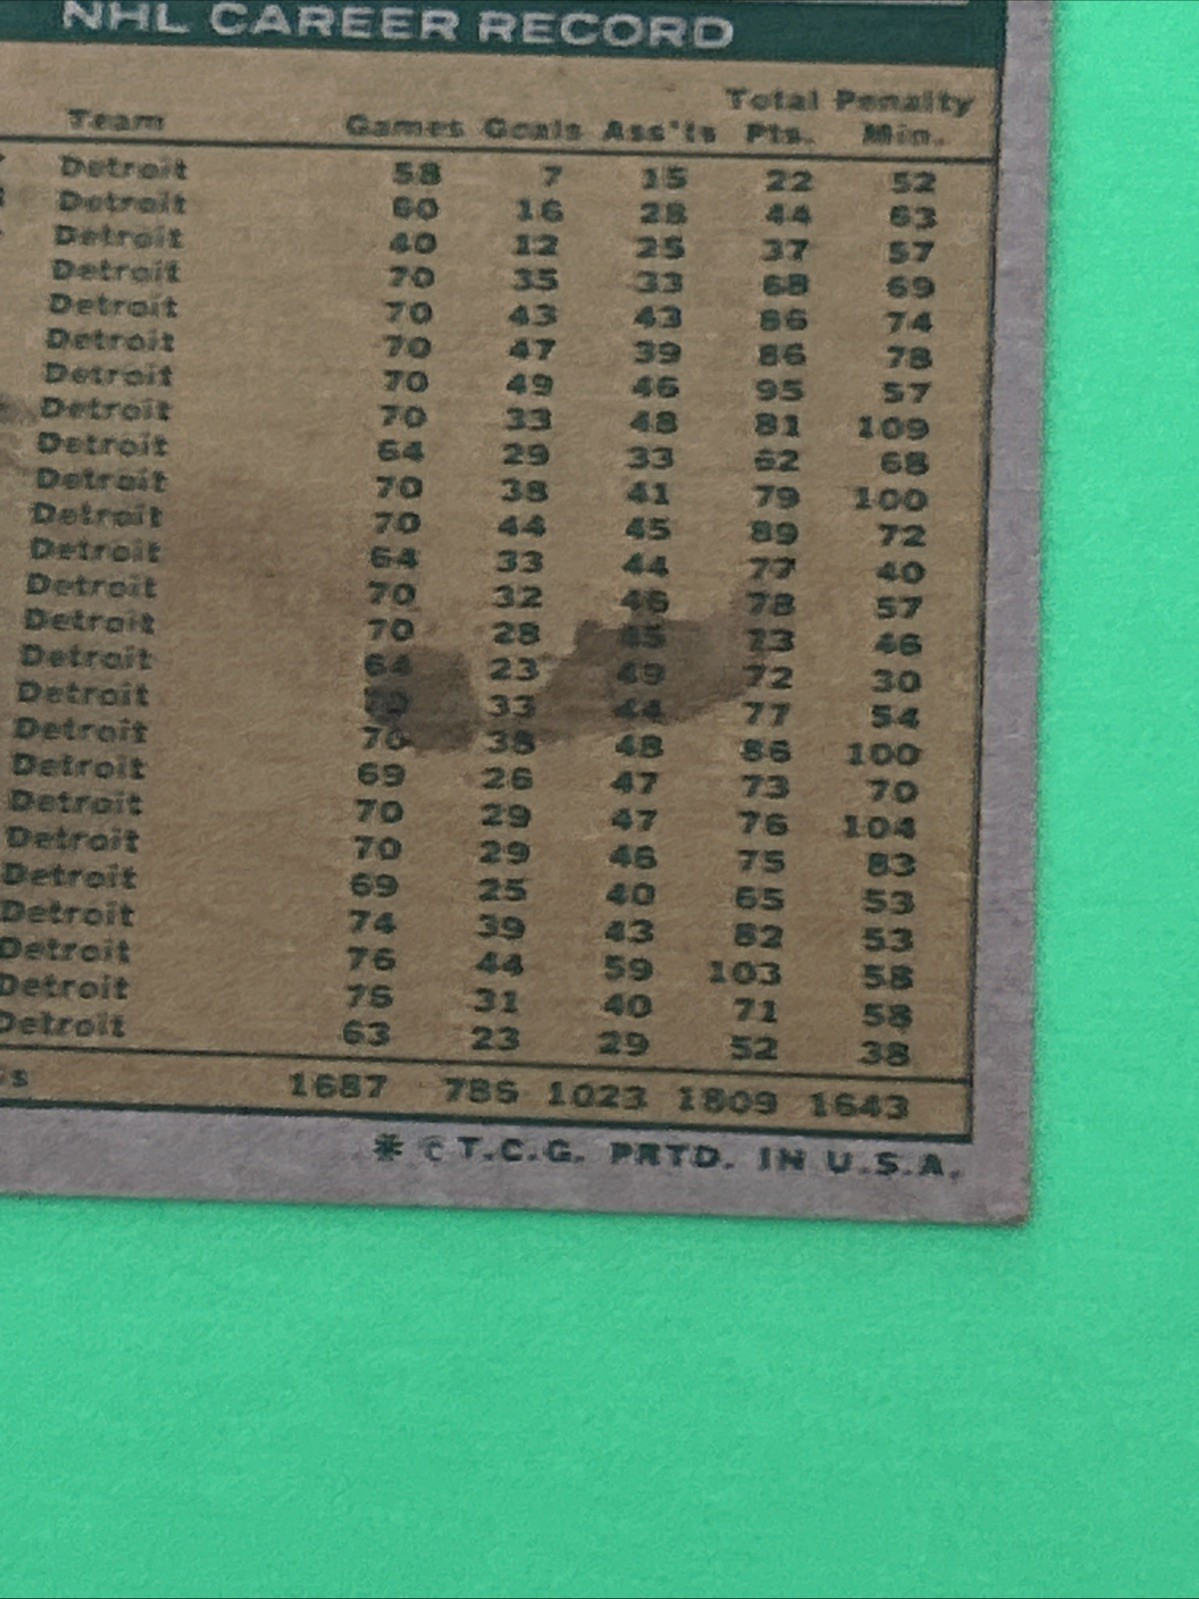 NHL CAREER RECORD
Total Penalty
Team Games Goals Ass'ts Pts. Min.
Detroit 58 7 15 22 52
Detroit 60 16 28 44 63
Detroit 40 12 25 37 57
Detroit 70 35 33 68 69
Detroit 70 43 43 86 74
Detroit 70 47 39 86 78
Detroit 70 49 46 95 57
Detroit 70 33 48 81 109
Detroit 64 29 33 62 68
Detroit 70 38 41 79 100
Detroit 70 44 45 89 72
Detroit 64 33 44 77 40
Detroit 70 32 46 78 57
Detroit 70 28 45 73 46
Detroit 64 23 49 72 30
Detroit 70 33 44 77 54
Detroit 70 38 48 86 100
Detroit 69 26 47 73 70
Detroit 70 29 47 76 104
Detroit 70 29 46 75 83
Detroit 69 25 40 65 53
Detroit 74 39 43 82 53
Detroit 76 44 59 103 58
Detroit 75 31 40 71 58
Detroit 63 23 29 52 38
1687 786 1023 1809 1643
* © T.C.G. PRTD. IN U.S.A.